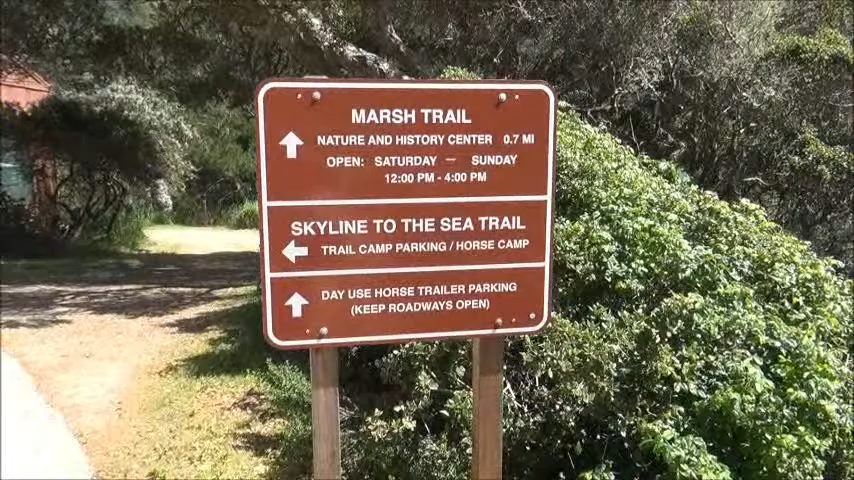 MARSH TRAIL
NATURE AND HISTORY CENTER 0.7 MI
OPEN: SATURDAY — SUNDAY
12:00 PM - 4:00 PM
SKYLINE TO THE SEA TRAIL
TRAIL CAMP PARKING / HORSE CAMP
DAY USE HORSE TRAILER PARKING
(KEEP ROADWAYS OPEN)